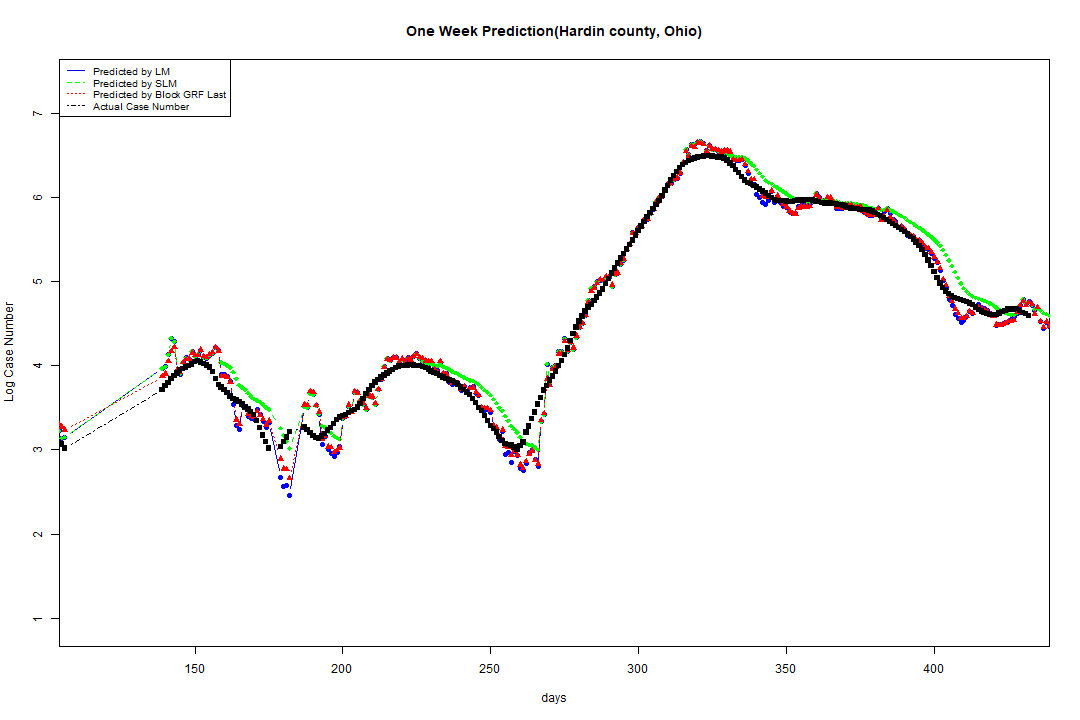 One Week Prediction(Hardin county, Ohio)
Predicted by LM
Predicted by SLM
Predicted by Block GRF Last
Actual Case Number
7
6
5
4
3
2
1
Log Case Number
150 200 250 300 350 400
days